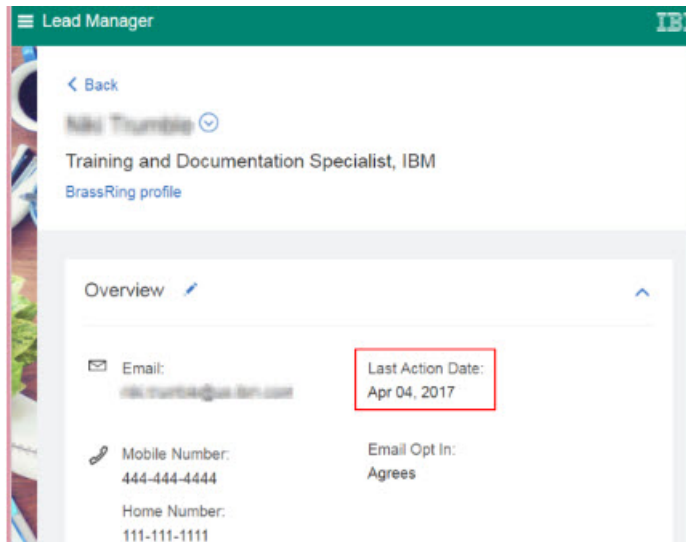 Lead Manager
Back
Training and Documentation Specialist, IBM
BrassRing profile
Overview
Email:
Last Action Date:
Apr 04, 2017
Mobile Number:
444-444-4444
Email Opt In:
Agrees
Home Number:
111-111-1111